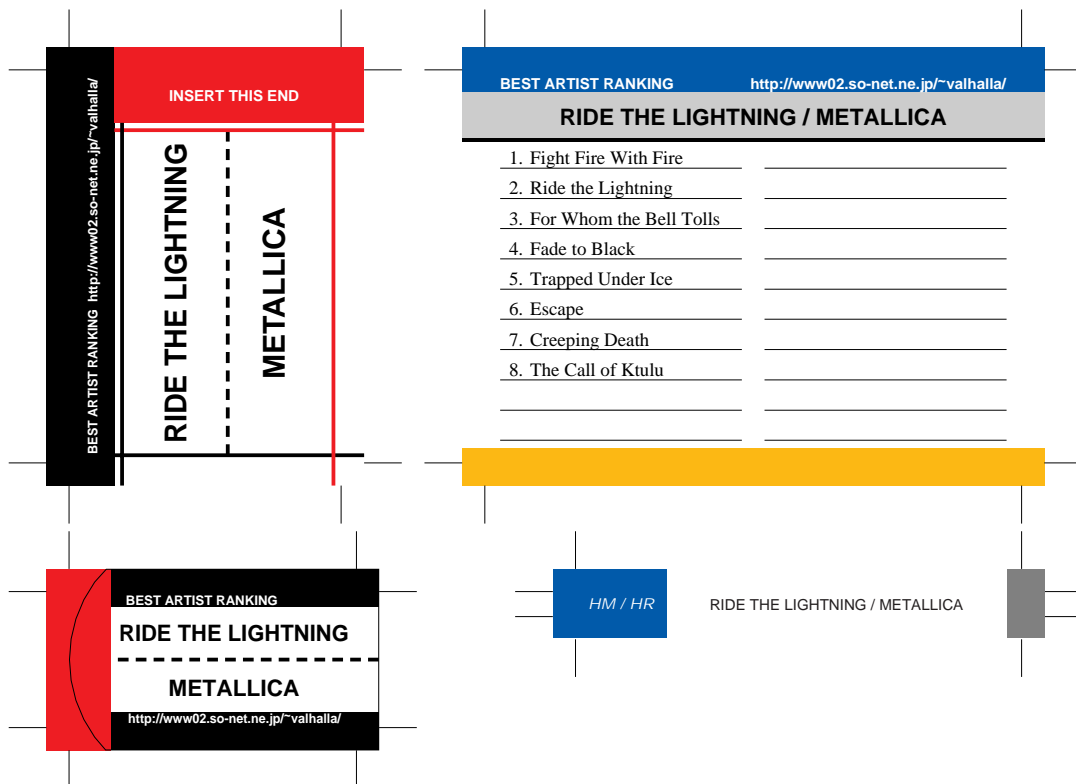 BEST ARTIST RANKING http://www02.so-net.ne.jp/~valhalla/
INSERT THIS END
RIDE THE LIGHTNING
METALLICA
BEST ARTIST RANKING http://www02.so-net.ne.jp/~valhalla/
RIDE THE LIGHTNING / METALLICA
1. Fight Fire With Fire
2. Ride the Lightning
3. For Whom the Bell Tolls
4. Fade to Black
5. Trapped Under Ice
6. Escape
7. Creeping Death
8. The Call of Ktulu
BEST ARTIST RANKING
RIDE THE LIGHTNING
METALLICA
http://www02.so-net.ne.jp/~valhalla/
HM / HR
RIDE THE LIGHTNING / METALLICA